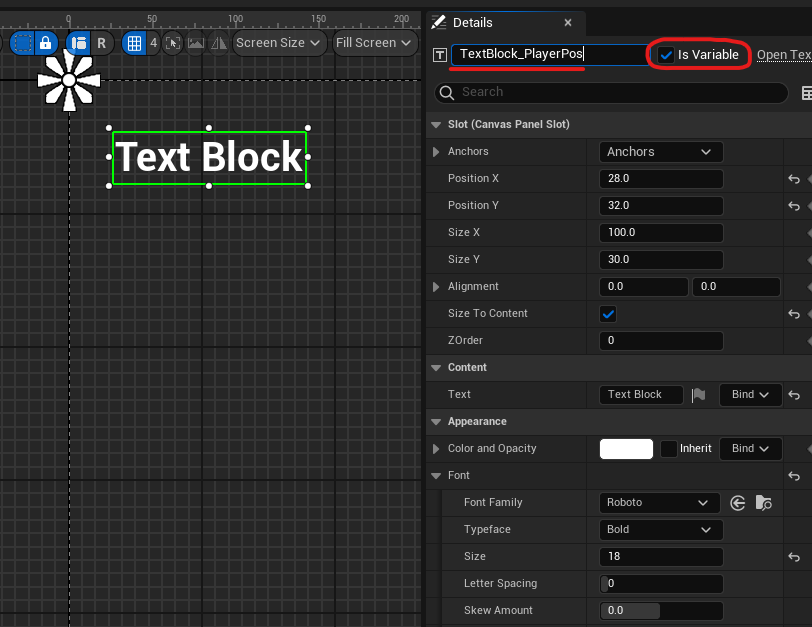 Details
0 50 100 150 200
R 4 Screen Size Fill Screen
TextBlock_PlayerPos Is Variable Open Tex
Search
Text Block
Slot (Canvas Panel Slot)
Anchors Anchors
Position X 28.0
Position Y 32.0
Size X 100.0
Size Y 30.0
Alignment 0.0 0.0
Size To Content
ZOrder 0
Content
Text Text Block Bind
Appearance
Color and Opacity Inherit Bind
Font
Font Family Roboto
Typeface Bold
Size 18
Letter Spacing 0
Skew Amount 0.0